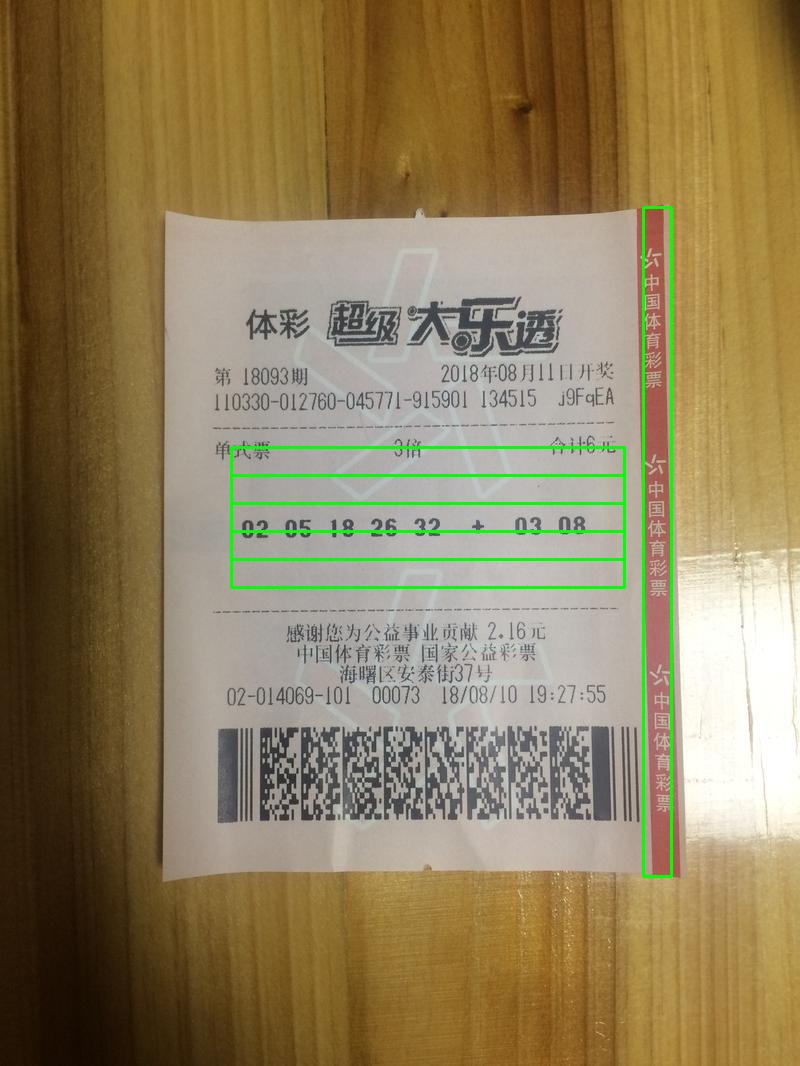 体彩 超级大乐透
第 18093期 2018年08月11日开奖
110330-012760-045771-915901 134515 j9FqEA
单式票 3倍 合计6元
02 05 18 26 32 + 03 08
感谢您为公益事业贡献 2.16元
中国体育彩票 国家公益彩票
海曙区安泰街37号
02-014069-101 00073 18/08/10 19:27:55
中国体育彩票
中国体育彩票
中国体育彩票